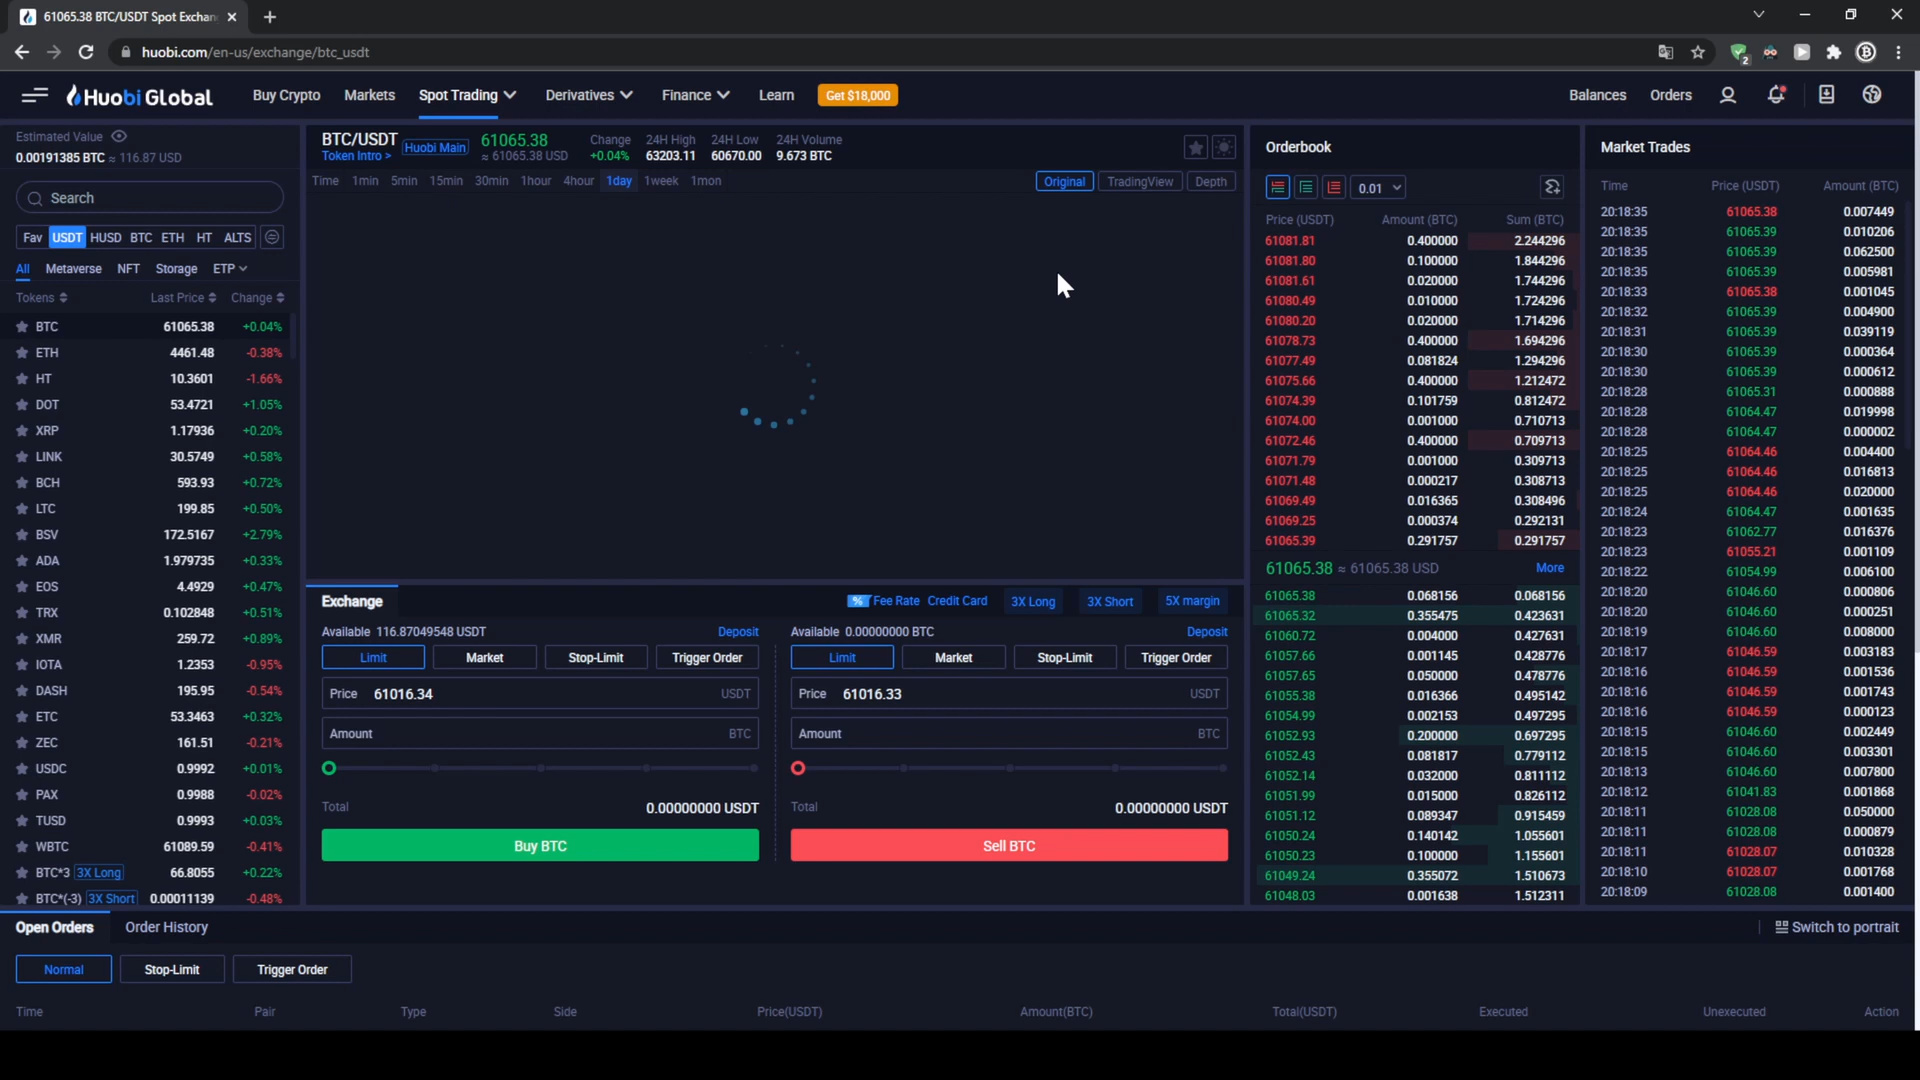 61065.38 BTC/USDT Spot Exchan
huobi.com/en-us/exchange/btc_usdt
2
Huobi Global Buy Crypto Markets Spot Trading Derivatives Finance Learn Get $18,000 Balances Orders
Estimated Value
0.00191385 BTC ≈ 116.87 USD
Search
Fav USDT HUSD BTC ETH HT ALTS
All Metaverse NFT Storage ETP
Tokens Last Price Change
BTC 61065.38 +0.04%
ETH 4461.48 -0.38%
HT 10.3601 -1.66%
DOT 53.4721 +1.05%
XRP 1.17936 +0.20%
LINK 30.5749 +0.58%
BCH 593.93 +0.72%
LTC 199.85 +0.50%
BSV 172.5167 +2.79%
ADA 1.979735 +0.33%
EOS 4.4929 +0.47%
TRX 0.102848 +0.51%
XMR 259.72 +0.89%
IOTA 1.2353 -0.95%
DASH 195.95 -0.54%
ETC 53.3463 +0.32%
ZEC 161.51 -0.21%
USDC 0.9992 +0.01%
PAX 0.9988 -0.02%
TUSD 0.9993 +0.03%
WBTC 61089.59 -0.41%
BTC*3 3X Long 66.8055 +0.22%
BTC*(-3) 3X Short 0.00011139 -0.48%
BTC/USDT Huobi Main 61065.38 Change 24H High 24H Low 24H Volume
Token Intro > ≈ 61065.38 USD +0.04% 63203.11 60670.00 9.673 BTC
Time 1min 5min 15min 30min 1hour 4hour 1day 1week 1mon Original TradingView Depth
Exchange % Fee Rate Credit Card 3X Long 3X Short 5X margin
Available 116.87049548 USDT Deposit
Limit Market Stop-Limit Trigger Order
Price 61016.34 USDT
Amount BTC
Total 0.00000000 USDT
Buy BTC
Available 0.00000000 BTC Deposit
Limit Market Stop-Limit Trigger Order
Price 61016.33 USDT
Amount BTC
Total 0.00000000 USDT
Sell BTC
Orderbook
0.01
Price (USDT) Amount (BTC) Sum (BTC)
61081.81 0.400000 2.244296
61081.80 0.100000 1.844296
61081.61 0.020000 1.744296
61080.49 0.010000 1.724296
61080.20 0.020000 1.714296
61078.73 0.400000 1.694296
61077.49 0.081824 1.294296
61075.66 0.400000 1.212472
61074.39 0.101759 0.812472
61074.00 0.001000 0.710713
61072.46 0.400000 0.709713
61071.79 0.001000 0.309713
61071.48 0.000217 0.308713
61069.49 0.016365 0.308496
61069.25 0.000374 0.292131
61065.39 0.291757 0.291757
61065.38 ≈ 61065.38 USD More
61065.38 0.068156 0.068156
61065.32 0.355475 0.423631
61060.72 0.004000 0.427631
61057.66 0.001145 0.428776
61057.65 0.050000 0.478776
61055.38 0.016366 0.495142
61054.99 0.002153 0.497295
61052.93 0.200000 0.697295
61052.43 0.081817 0.779112
61052.14 0.032000 0.811112
61051.99 0.015000 0.826112
61051.12 0.089347 0.915459
61050.24 0.140142 1.055601
61050.23 0.100000 1.155601
61049.24 0.355072 1.510673
61048.03 0.001638 1.512311
Market Trades
Time Price (USDT) Amount (BTC)
20:18:35 61065.38 0.007449
20:18:35 61065.39 0.010206
20:18:35 61065.39 0.062500
20:18:35 61065.39 0.005981
20:18:33 61065.38 0.001045
20:18:32 61065.39 0.004900
20:18:31 61065.39 0.039119
20:18:30 61065.39 0.000364
20:18:30 61065.39 0.000612
20:18:28 61065.31 0.000888
20:18:28 61064.47 0.019998
20:18:28 61064.47 0.000002
20:18:25 61064.46 0.004400
20:18:25 61064.46 0.016813
20:18:25 61064.46 0.020000
20:18:24 61064.47 0.001635
20:18:23 61062.77 0.016376
20:18:23 61055.21 0.001109
20:18:22 61054.99 0.006100
20:18:20 61046.60 0.000806
20:18:20 61046.60 0.000251
20:18:19 61046.60 0.008000
20:18:17 61046.59 0.003183
20:18:16 61046.59 0.001536
20:18:16 61046.59 0.001743
20:18:16 61046.59 0.000123
20:18:15 61046.60 0.002449
20:18:15 61046.60 0.003301
20:18:13 61046.60 0.007800
20:18:12 61041.83 0.001868
20:18:11 61028.08 0.050000
20:18:11 61028.08 0.000879
20:18:11 61028.07 0.010328
20:18:10 61028.07 0.001768
20:18:09 61028.08 0.001400
Open Orders Order History Switch to portrait
Normal Stop-Limit Trigger Order
Time Pair Type Side Price(USDT) Amount(BTC) Total(USDT) Executed Unexecuted Action